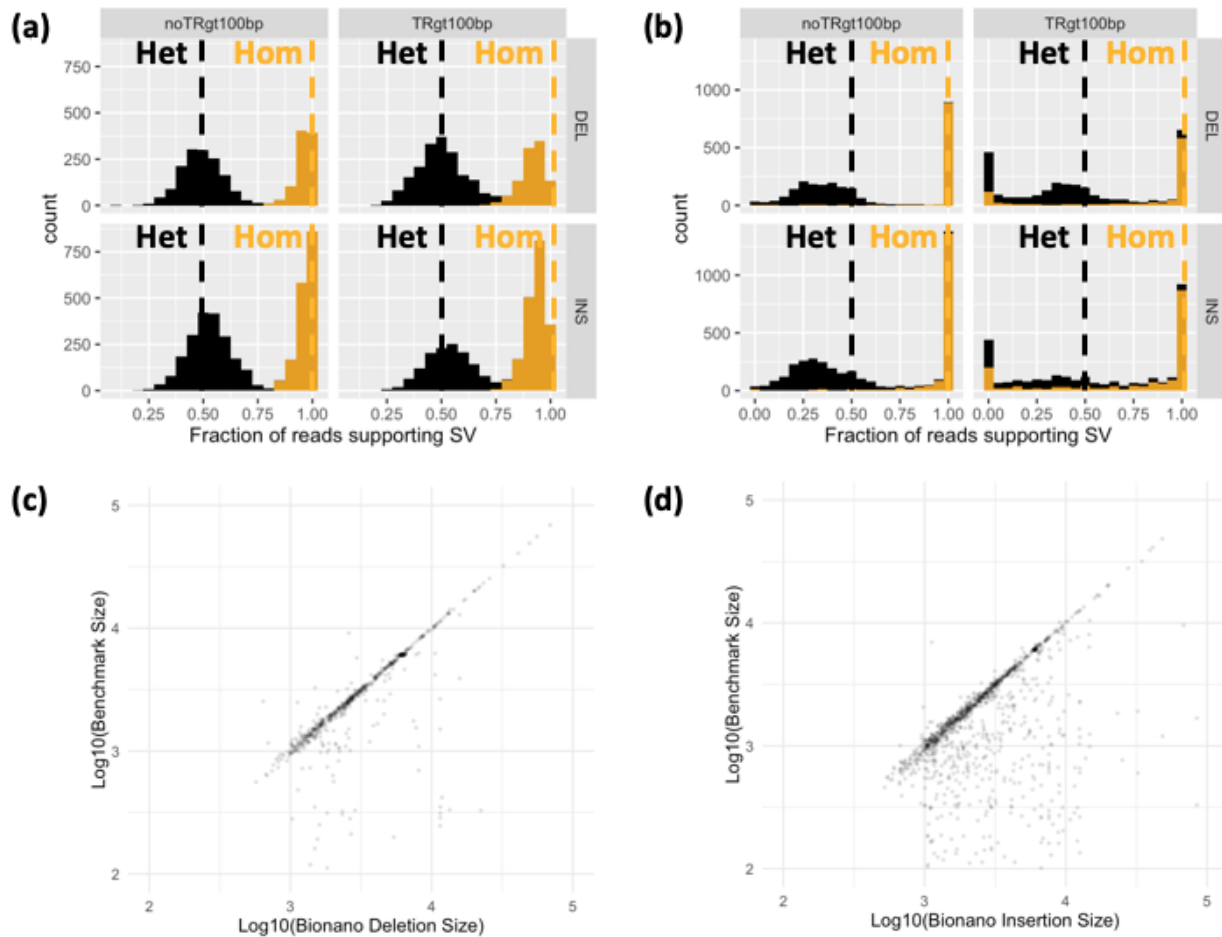 (a)
noTRgt100bp TRgt100bp
Het Hom Het Hom
750
500
250
0
DEL
count
Het Hom Het Hom
750
500
250
0
INS
0.25 0.50 0.75 1.00 0.25 0.50 0.75 1.00
Fraction of reads supporting SV
(b)
noTRgt100bp TRgt100bp
Het Hom Het Hom
1000
500
0
DEL
count
Het Hom Het Hom
1000
500
0
INS
0.00 0.25 0.50 0.75 1.00 0.00 0.25 0.50 0.75 1.00
Fraction of reads supporting SV
(c)
5
4
3
2
Log10(Benchmark Size)
2 3 4 5
Log10(Bionano Deletion Size)
(d)
5
4
3
2
Log10(Benchmark Size)
2 3 4 5
Log10(Bionano Insertion Size)